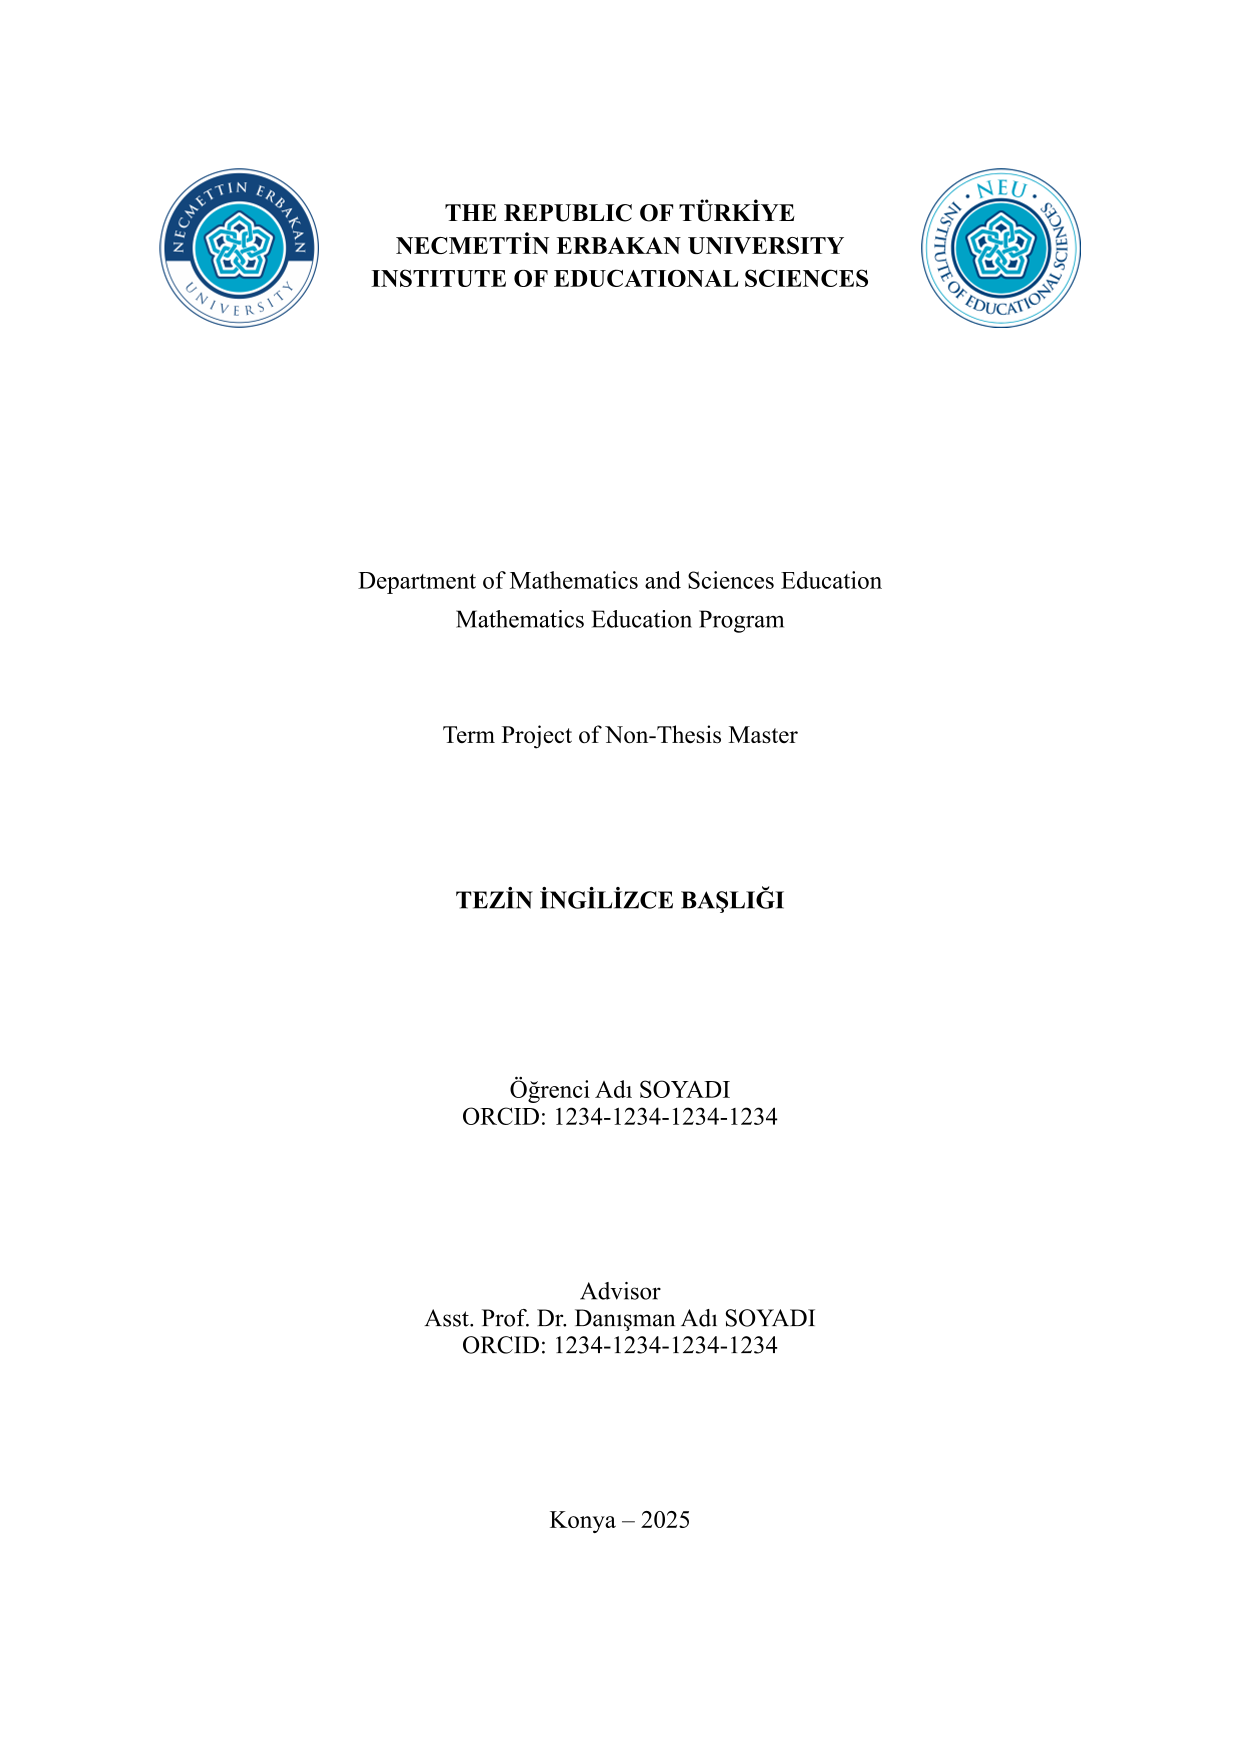 NECMETTIN ERBAKAN
UNIVERSITY
THE REPUBLIC OF TÜRKİYE
NECMETTİN ERBAKAN UNIVERSITY
INSTITUTE OF EDUCATIONAL SCIENCES
· NEU ·
INSTITUTE OF EDUCATIONAL SCIENCES
Department of Mathematics and Sciences Education
Mathematics Education Program
Term Project of Non-Thesis Master
TEZİN İNGİLİZCE BAŞLIĞI
Öğrenci Adı SOYADI
ORCID: 1234-1234-1234-1234
Advisor
Asst. Prof. Dr. Danışman Adı SOYADI
ORCID: 1234-1234-1234-1234
Konya – 2025